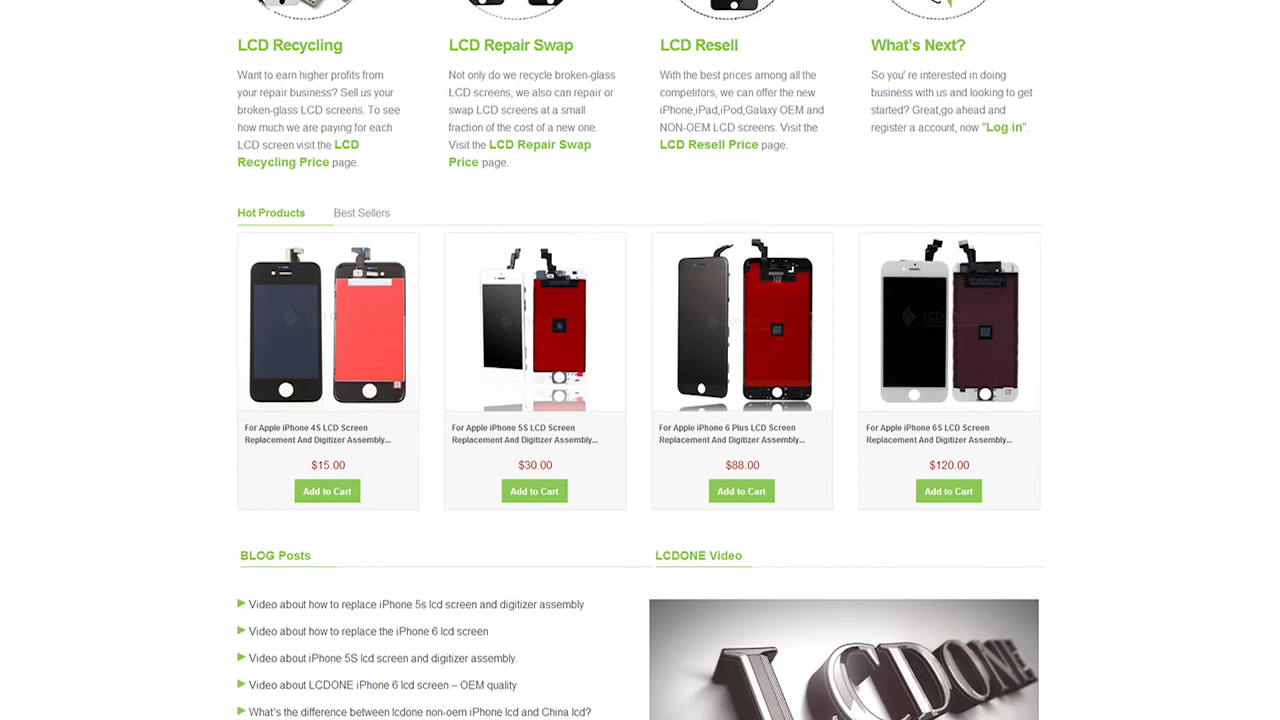 LCD Recycling
Want to earn higher profits from
your repair business? Sell us your
broken-glass LCD screens. To see
how much we are paying for each
LCD screen visit the LCD
Recycling Price page.
LCD Repair Swap
Not only do we recycle broken-glass
LCD screens, we also can repair or
swap LCD screens at a small
fraction of the cost of a new one.
Visit the LCD Repair Swap
Price page.
LCD Resell
With the best prices among all the
competitors, we can offer the new
iPhone,iPad,iPod,Galaxy OEM and
NON-OEM LCD screens. Visit the
LCD Resell Price page.
What's Next?
So you' re interested in doing
business with us and looking to get
started? Great,go ahead and
register a account, now "Log in".
Hot Products
Best Sellers
LCDONE
For Apple iPhone 4S LCD Screen
Replacement And Digitizer Assembly...
$15.00
Add to Cart
For Apple iPhone 5S LCD Screen
Replacement And Digitizer Assembly...
$30.00
Add to Cart
For Apple iPhone 6 Plus LCD Screen
Replacement And Digitizer Assembly...
$88.00
Add to Cart
For Apple iPhone 6S LCD Screen
Replacement And Digitizer Assembly...
$120.00
Add to Cart
BLOG Posts
Video about how to replace iPhone 5s lcd screen and digitizer assembly
Video about how to replace the iPhone 6 lcd screen
Video about iPhone 5S lcd screen and digitizer assembly.
Video about LCDONE iPhone 6 lcd screen – OEM quality
What's the difference between lcdone non-oem iPhone lcd and China lcd?
LCDONE Video
LCDONE